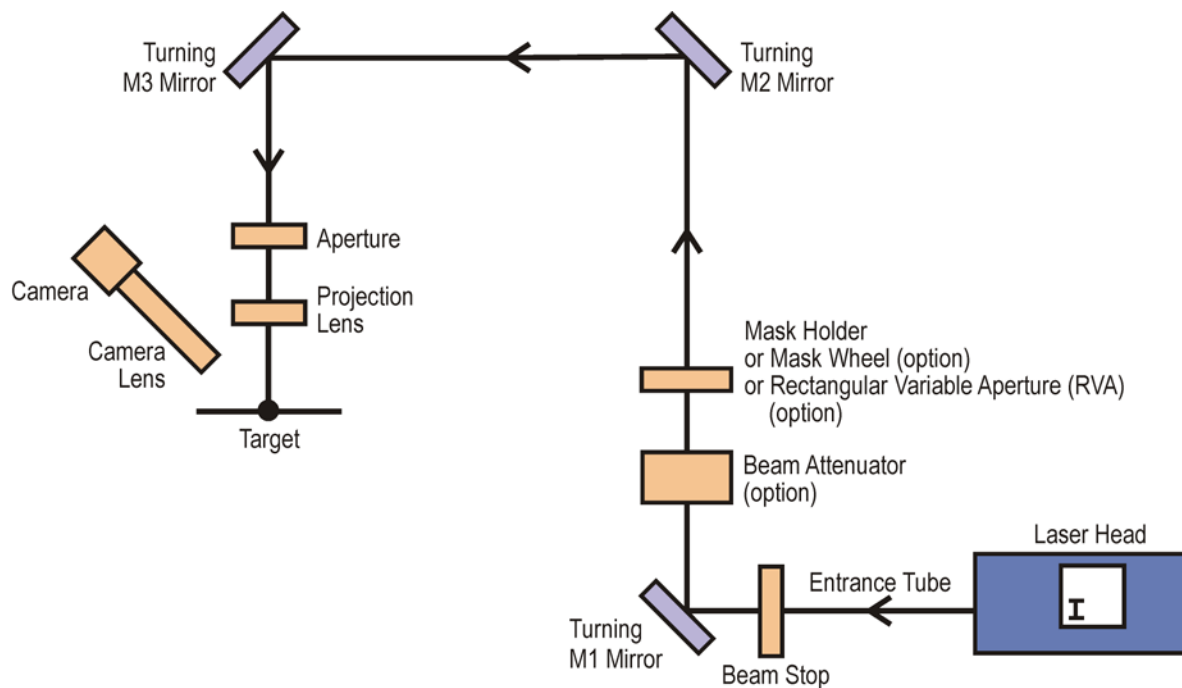 Turning
M3 Mirror
Turning
M2 Mirror
Aperture
Projection
Lens
Camera
Camera
Lens
Target
Mask Holder
or Mask Wheel (option)
or Rectangular Variable Aperture (RVA)
(option)
Beam Attenuator
(option)
Laser Head
I
Entrance Tube
Turning
M1 Mirror
Beam Stop